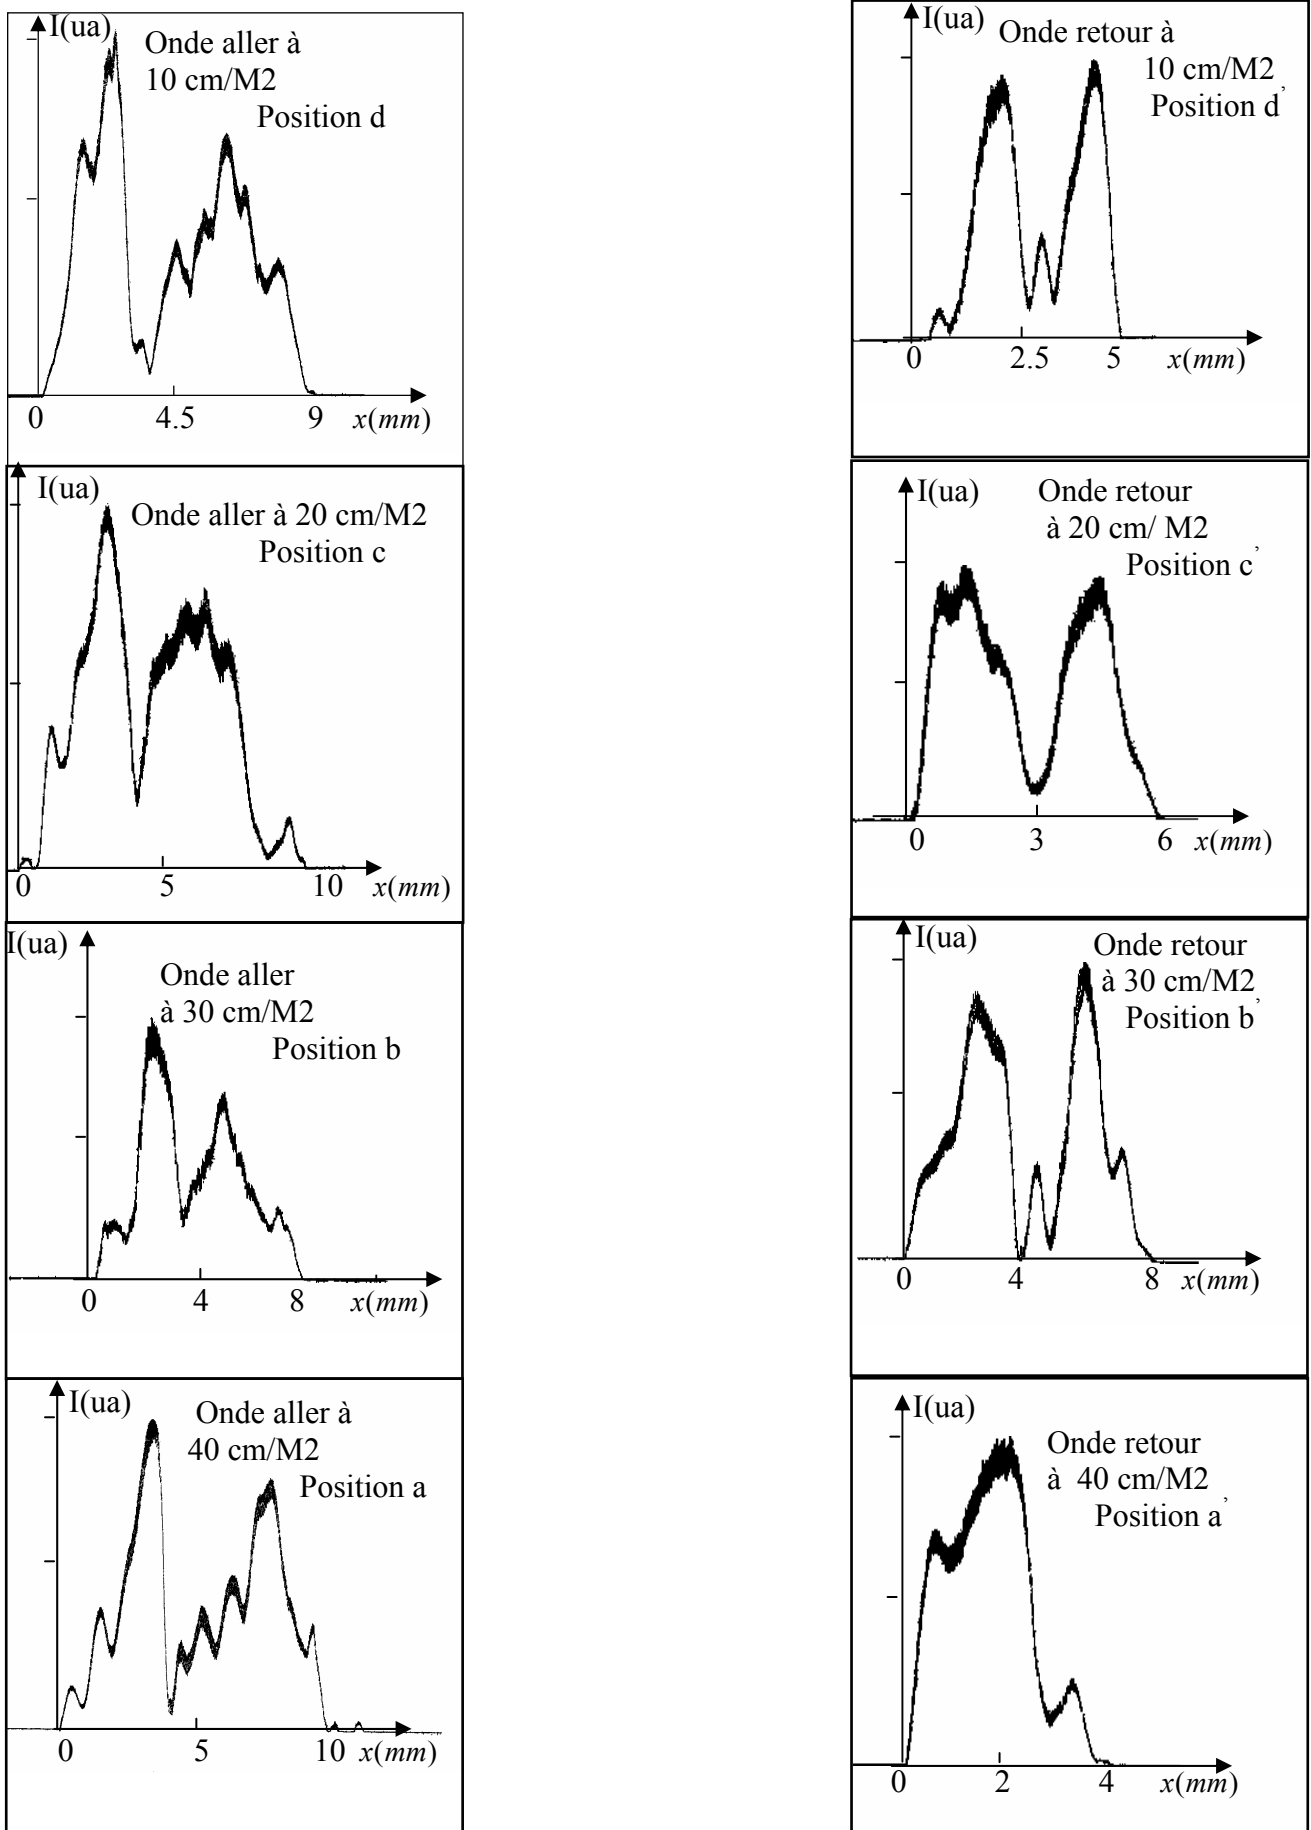 I(ua)
Onde aller à
10 cm/M2
Position d
0 4.5 9 x(mm)
I(ua)
Onde retour à
10 cm/M2
Position d’
0 2.5 5 x(mm)
I(ua)
Onde aller à 20 cm/M2
Position c
0 5 10 x(mm)
I(ua)
Onde retour
à 20 cm/ M2
Position c’
0 3 6 x(mm)
I(ua)
Onde aller
à 30 cm/M2
Position b
0 4 8 x(mm)
I(ua)
Onde retour
à 30 cm/M2
Position b’
0 4 8 x(mm)
I(ua)
Onde aller à
40 cm/M2
Position a
0 5 10 x(mm)
I(ua)
Onde retour
à 40 cm/M2
Position a’
0 2 4 x(mm)